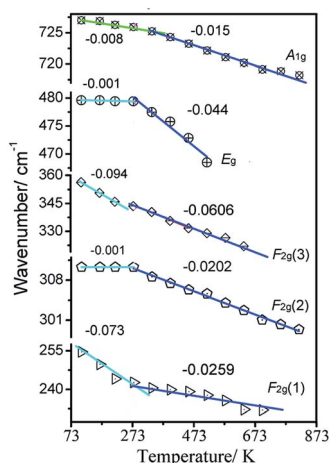 725
720
-0.008
-0.015
A1g
480
475
470
-0.001
-0.044
Eg
360
345
330
-0.094
-0.0606
F2g(3)
308
301
-0.001
-0.0202
F2g(2)
255
240
-0.073
-0.0259
F2g(1)
Wavenumber/ cm-1
73 273 473 673 873
Temperature/ K